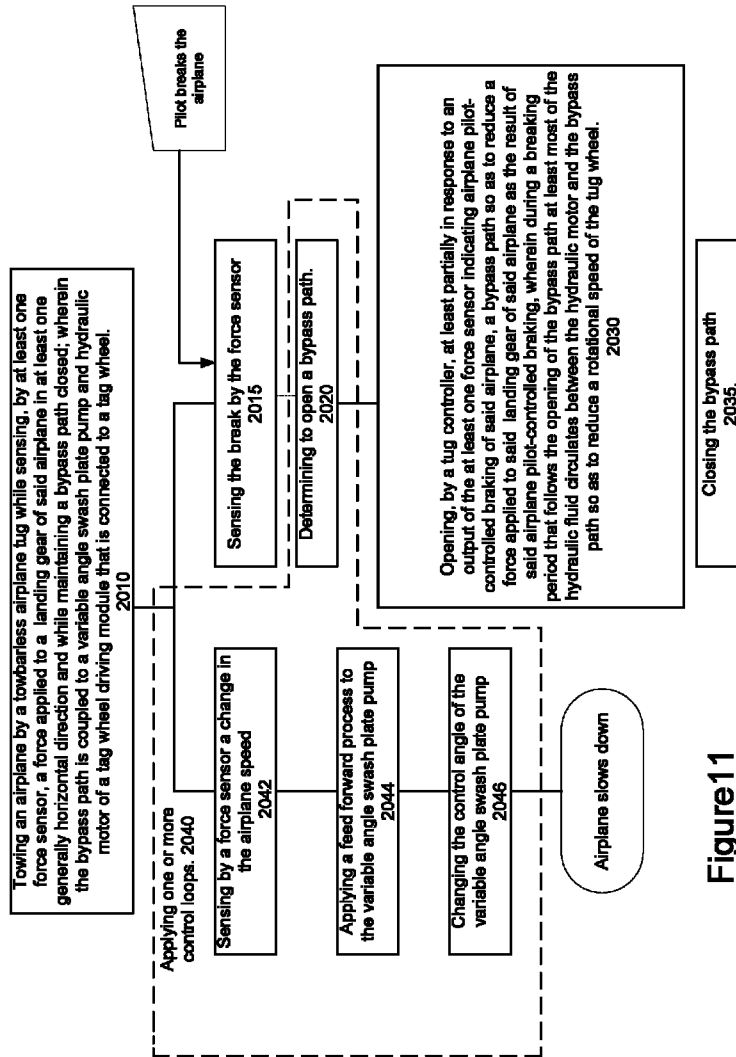 Towing an airplane by a towbarless airplane tug while sensing, by at least one
force sensor, a force applied to a landing gear of said airplane in at least one
generally horizontal direction and while maintaining a bypass path closed; wherein
the bypass path is coupled to a variable angle swash plate pump and hydraulic
motor of a tag wheel driving module that is connected to a tag wheel.
2010
Pilot breaks the
airplane
Applying one or more
control loops. 2040
Sensing by a force sensor a change in
the airplane speed
2042
Sensing the break by the force sensor
2015
Determining to open a bypass path.
2020
Applying a feed forward process to
the variable angle swash plate pump
2044
Changing the control angle of the
variable angle swash plate pump
2046
Airplane slows down
Opening, by a tug controller, at least partially in response to an
output of the at least one force sensor indicating airplane pilot-
controlled braking of said airplane, a bypass path so as to reduce a
force applied to said landing gear of said airplane as the result of
said airplane pilot-controlled braking, wherein during a breaking
period that follows the opening of the bypass path at least most of the
hydraulic fluid circulates between the hydraulic motor and the bypass
path so as to reduce a rotational speed of the tug wheel.
2030
Closing the bypass path
2035.
Figure11